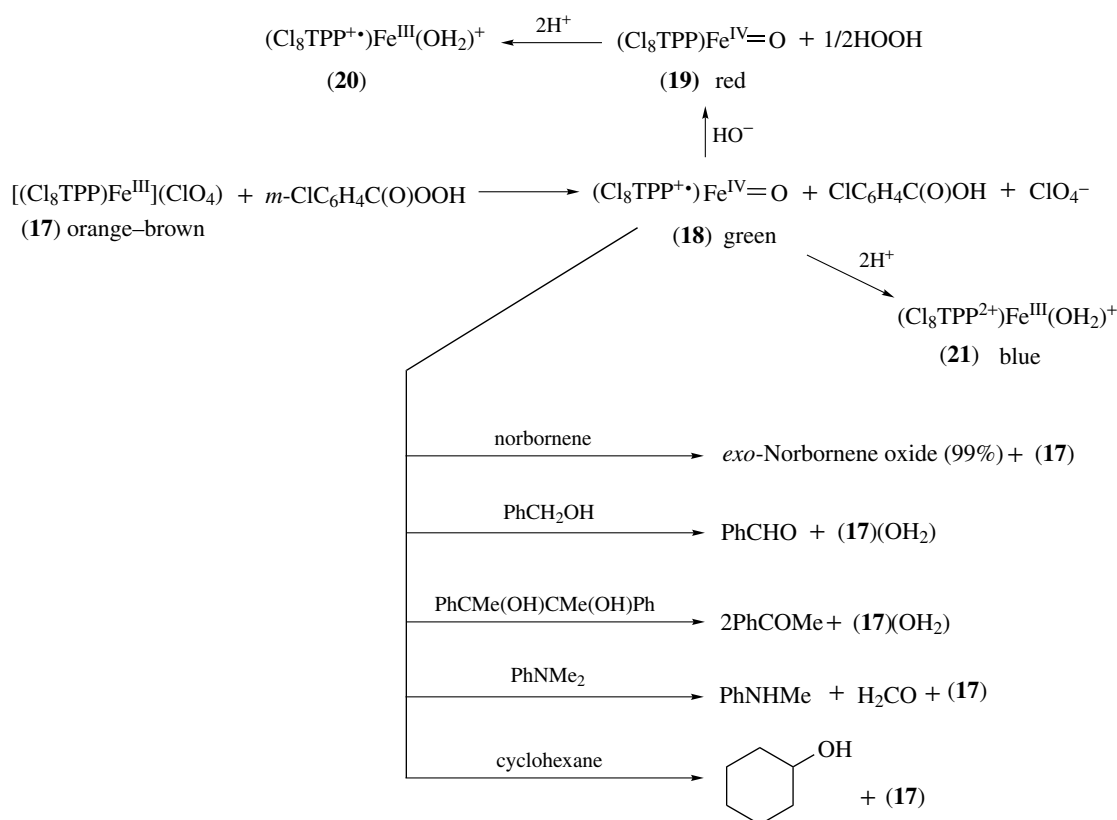 (Cl₈TPP⁺•)Feᴵᴵᴵ(OH₂)⁺ 2H⁺ (Cl₈TPP)Feᴵⱽ=O + 1/2HOOH
(20) (19) red
HO⁻
[(Cl₈TPP)Feᴵᴵᴵ](ClO₄) + m-ClC₆H₄C(O)OOH (Cl₈TPP⁺•)Feᴵⱽ=O + ClC₆H₄C(O)OH + ClO₄⁻
(17) orange–brown (18) green
2H⁺
(Cl₈TPP²⁺)Feᴵᴵᴵ(OH₂)⁺
(21) blue
norbornene
exo-Norbornene oxide (99%) + (17)
PhCH₂OH
PhCHO + (17)(OH₂)
PhCMe(OH)CMe(OH)Ph
2PhCOMe + (17)(OH₂)
PhNMe₂
PhNHMe + H₂CO + (17)
cyclohexane
OH
+ (17)